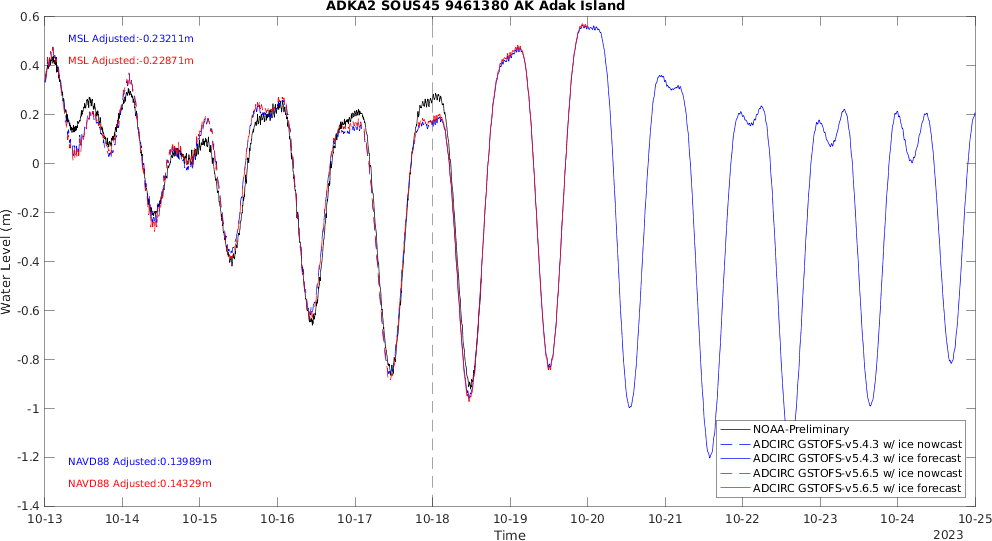 ADKA2 SOUS45 9461380 AK Adak Island
MSL Adjusted:-0.23211m
MSL Adjusted:-0.22871m
NAVD88 Adjusted:0.13989m
NAVD88 Adjusted:0.14329m
Water Level (m)
0.6
0.4
0.2
0
-0.2
-0.4
-0.6
-0.8
-1
-1.2
-1.4
NOAA-Preliminary
ADCIRC GSTOFS-v5.4.3 w/ ice nowcast
ADCIRC GSTOFS-v5.4.3 w/ ice forecast
ADCIRC GSTOFS-v5.6.5 w/ ice nowcast
ADCIRC GSTOFS-v5.6.5 w/ ice forecast
10-13 10-14 10-15 10-16 10-17 10-18 10-19 10-20 10-21 10-22 10-23 10-24 10-25
Time
2023